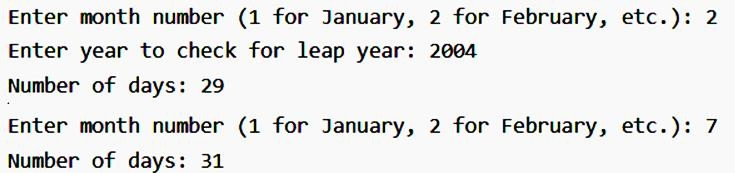 Enter month number (1 for January, 2 for February, etc.): 2
Enter year to check for leap year: 2004
Number of days: 29
Enter month number (1 for January, 2 for February, etc.): 7
Number of days: 31